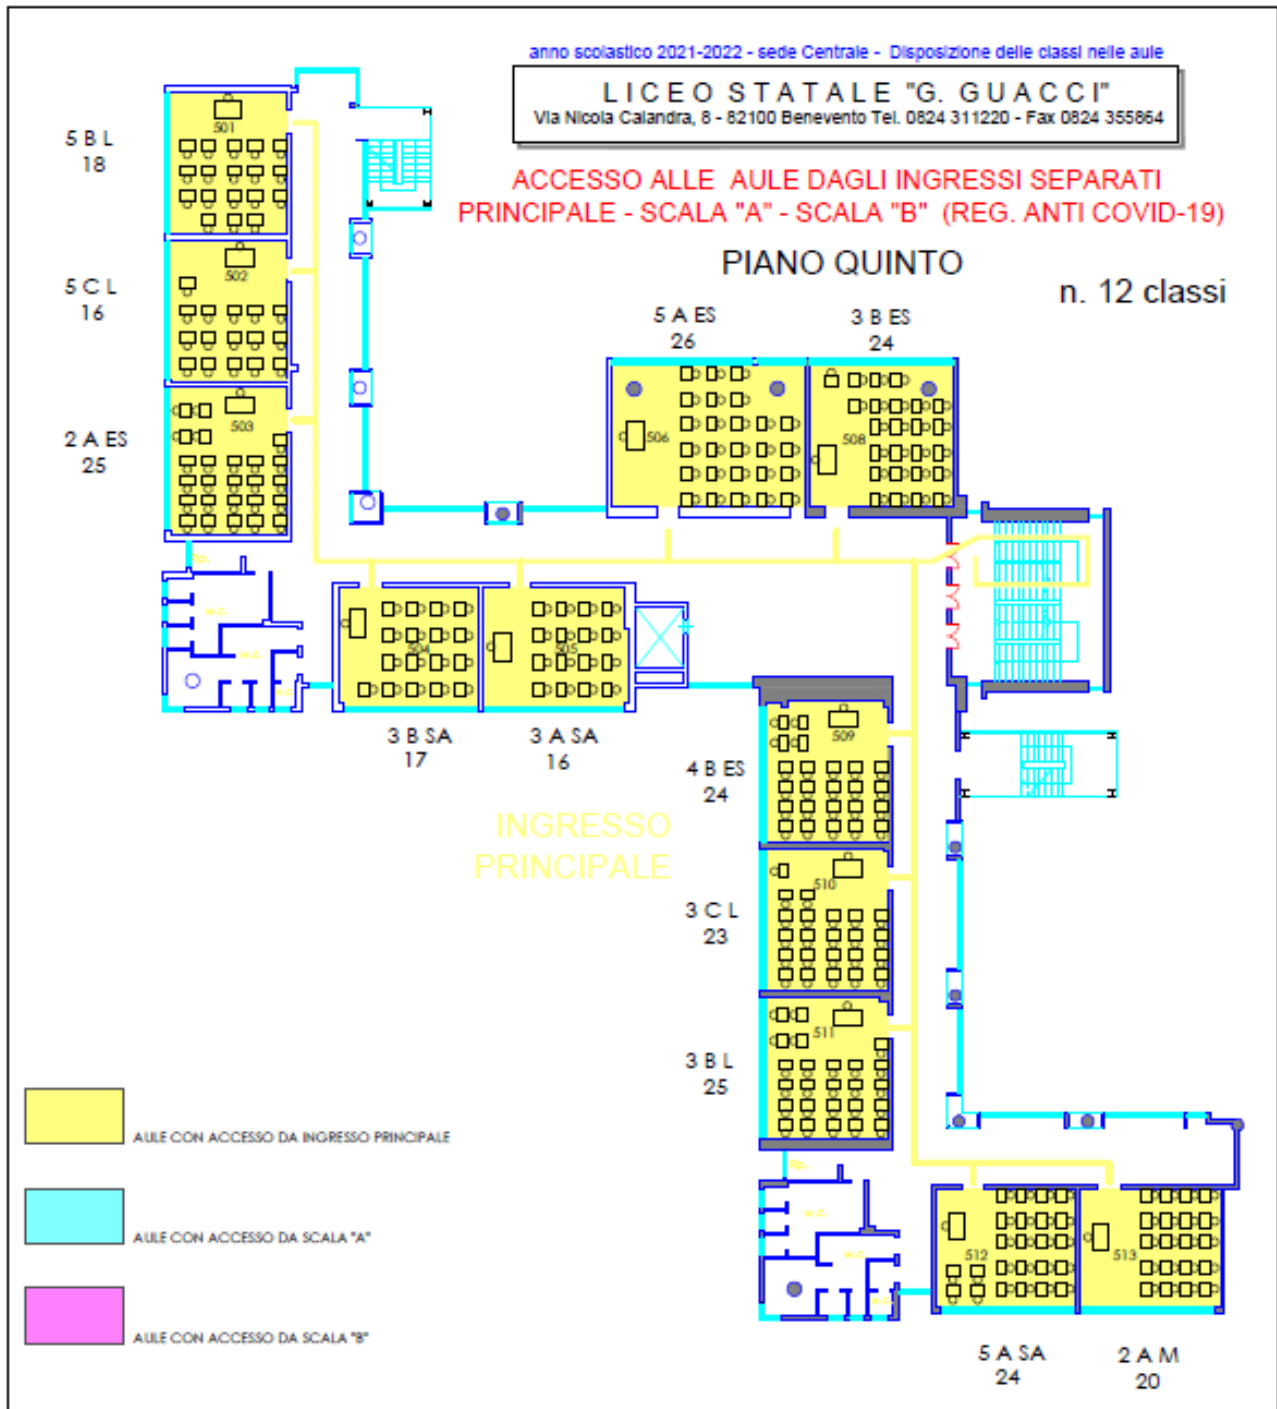 anno scolastico 2021-2022 - sede Centrale - Disposizione delle classi nelle aule
LICEO STATALE "G. GUACCI"
Via Nicola Calandra, 8 - 82100 Benevento Tel. 0824 311220 - Fax 0824 355864
ACCESSO ALLE AULE DAGLI INGRESSI SEPARATI
PRINCIPALE - SCALA "A" - SCALA "B" (REG. ANTI COVID-19)
PIANO QUINTO
n. 12 classi
501
5 B L
18
502
5 C L
16
503
2 A ES
25
5 A ES
26
506
3 B ES
24
508
504
505
W.C.
W.C.
3 B SA
17
3 A SA
16
INGRESSO
PRINCIPALE
509
4 B ES
24
510
3 C L
23
511
3 B L
25
W.C.
W.C.
512
513
5 A SA
24
2 A M
20
AULE CON ACCESSO DA INGRESSO PRINCIPALE
AULE CON ACCESSO DA SCALA "A"
AULE CON ACCESSO DA SCALA "B"